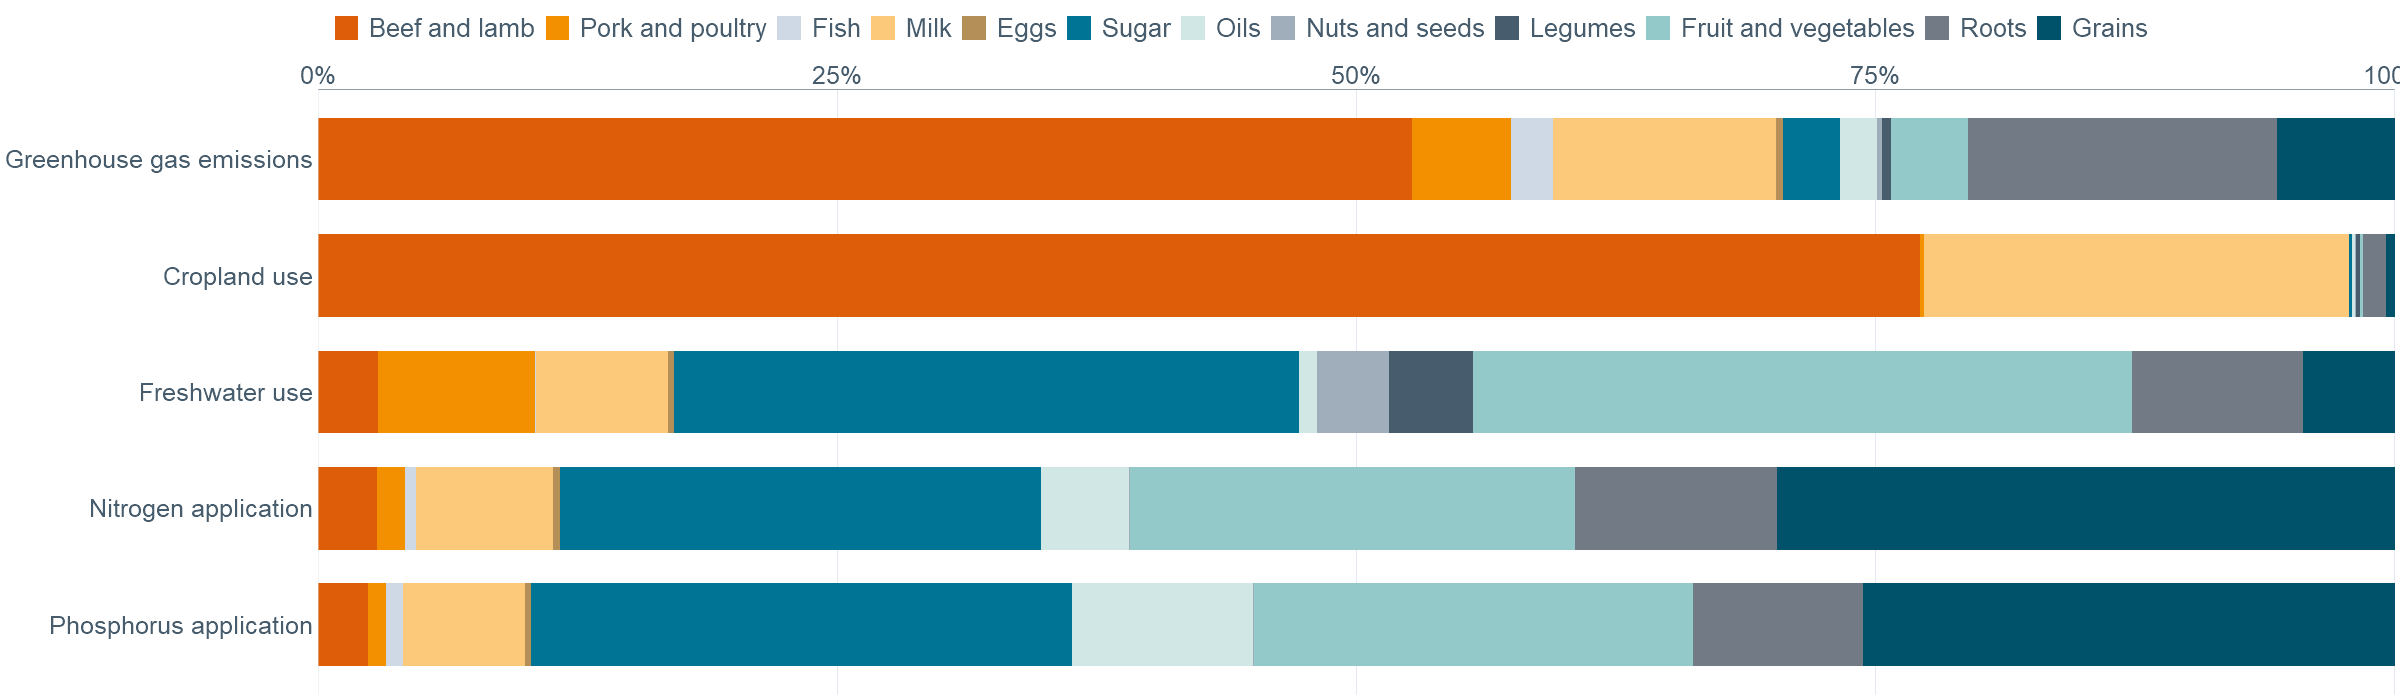 Beef and lamb Pork and poultry Fish Milk Eggs Sugar Oils Nuts and seeds Legumes Fruit and vegetables Roots Grains
0% 25% 50% 75% 100
Greenhouse gas emissions
Cropland use
Freshwater use
Nitrogen application
Phosphorus application